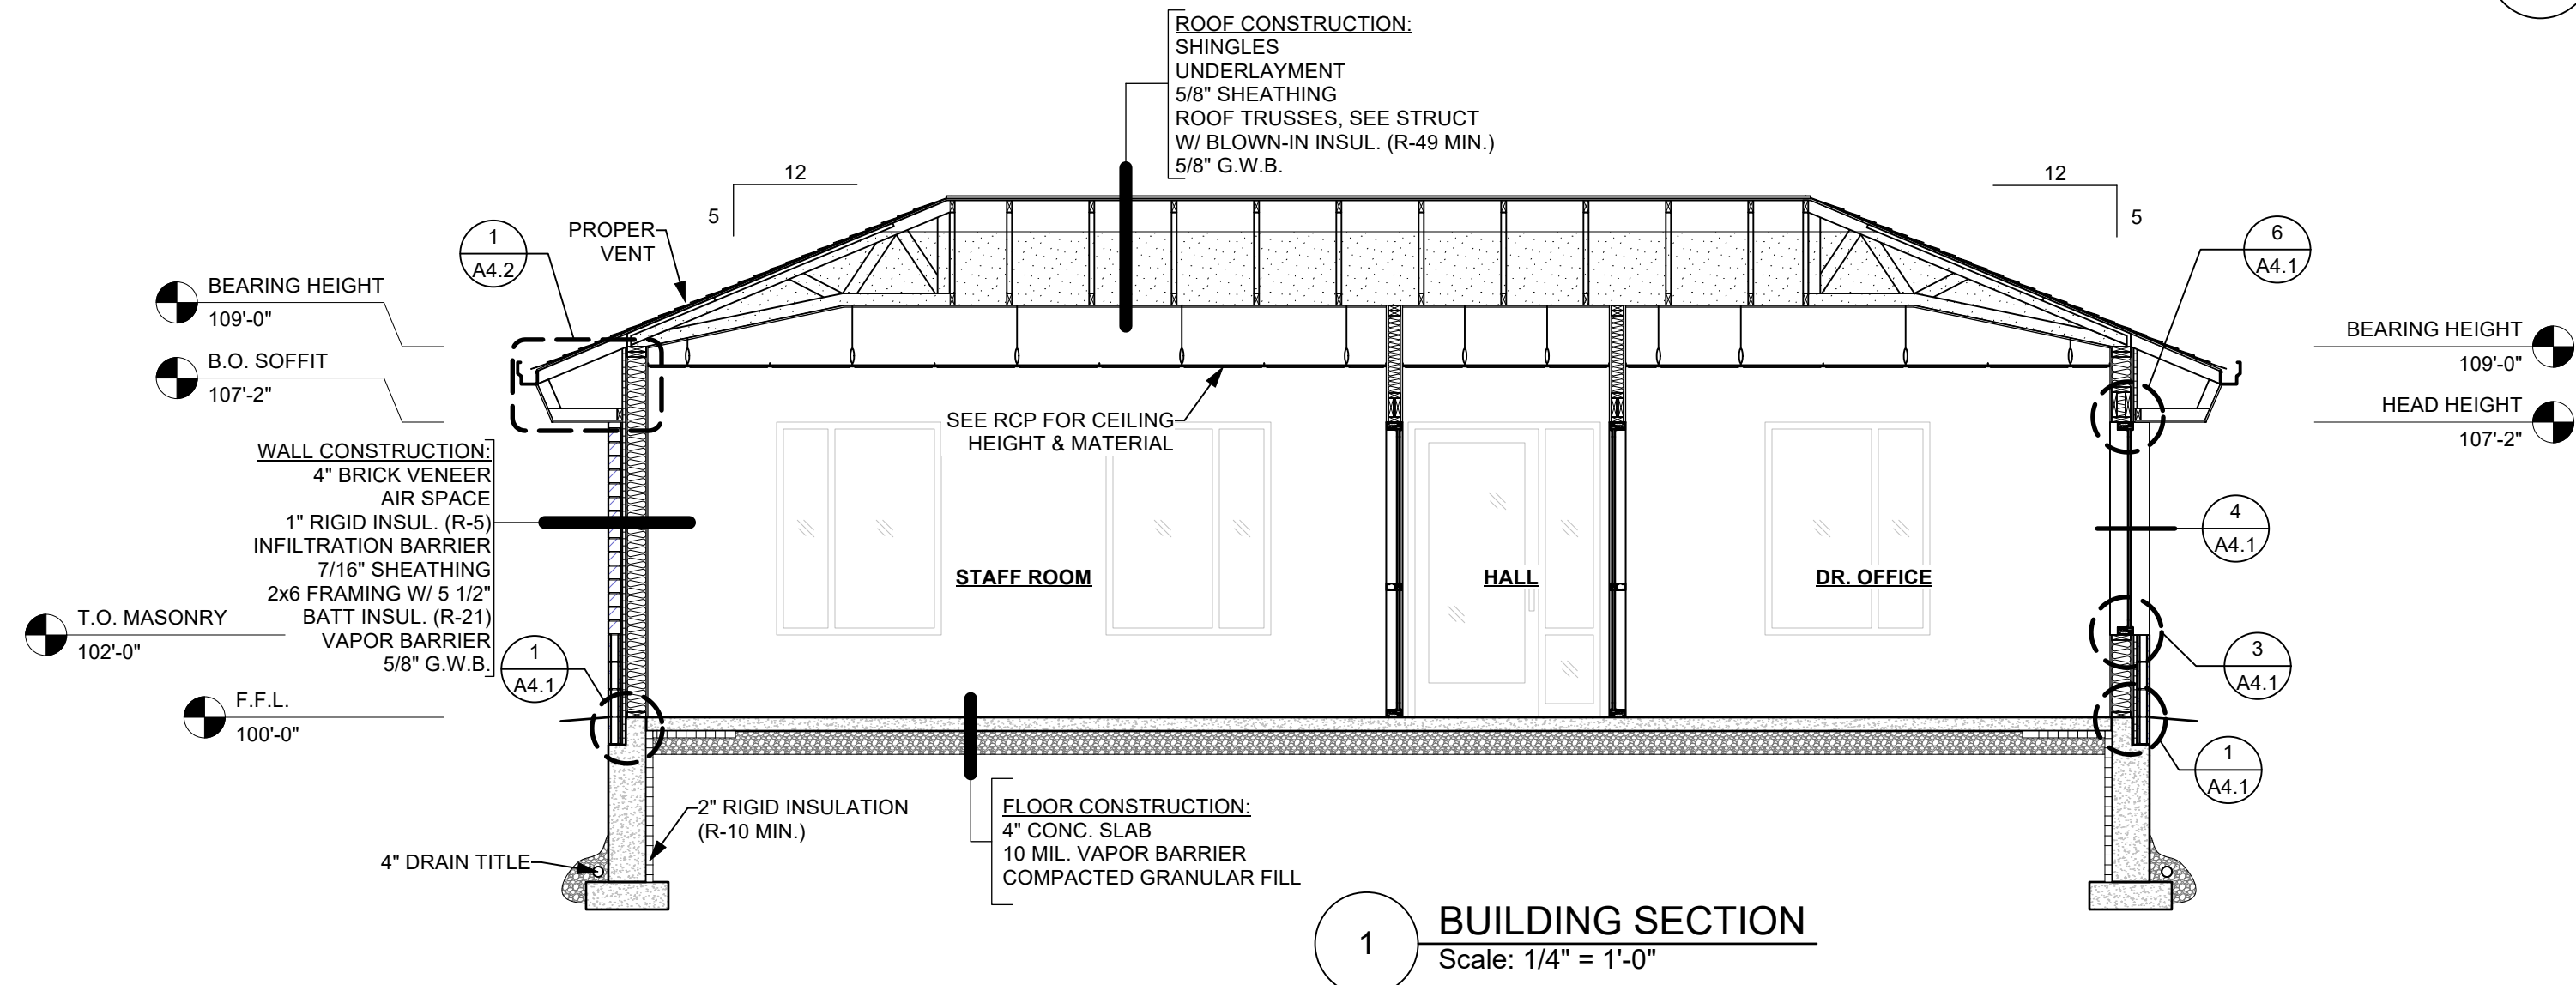 ROOF CONSTRUCTION:
SHINGLES
UNDERLAYMENT
5/8" SHEATHING
ROOF TRUSSES, SEE STRUCT
W/ BLOWN-IN INSUL. (R-49 MIN.)
5/8" G.W.B.
12
5
12
5
PROPER
VENT
1
A4.2
6
A4.1
BEARING HEIGHT
109'-0"
B.O. SOFFIT
107'-2"
BEARING HEIGHT
109'-0"
HEAD HEIGHT
107'-2"
SEE RCP FOR CEILING
HEIGHT & MATERIAL
WALL CONSTRUCTION:
4" BRICK VENEER
AIR SPACE
1" RIGID INSUL. (R-5)
INFILTRATION BARRIER
7/16" SHEATHING
2x6 FRAMING W/ 5 1/2"
BATT INSUL. (R-21)
VAPOR BARRIER
5/8" G.W.B.
4
A4.1
STAFF ROOM
HALL
DR. OFFICE
T.O. MASONRY
102'-0"
1
A4.1
3
A4.1
F.F.L.
100'-0"
1
A4.1
2" RIGID INSULATION
(R-10 MIN.)
4" DRAIN TITLE
FLOOR CONSTRUCTION:
4" CONC. SLAB
10 MIL. VAPOR BARRIER
COMPACTED GRANULAR FILL
1
BUILDING SECTION
Scale: 1/4" = 1'-0"